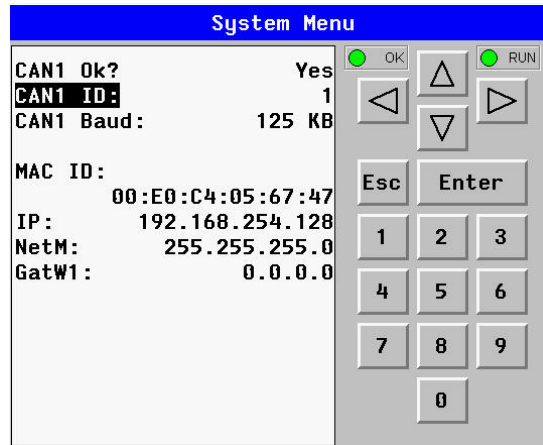 System Menu
CAN1 Ok? Yes
CAN1 ID: 1
CAN1 Baud: 125 KB
MAC ID:
00:E0:C4:05:67:47
IP: 192.168.254.128
NetM: 255.255.255.0
GatW1: 0.0.0.0
OK RUN
Esc Enter
1 2 3
4 5 6
7 8 9
0